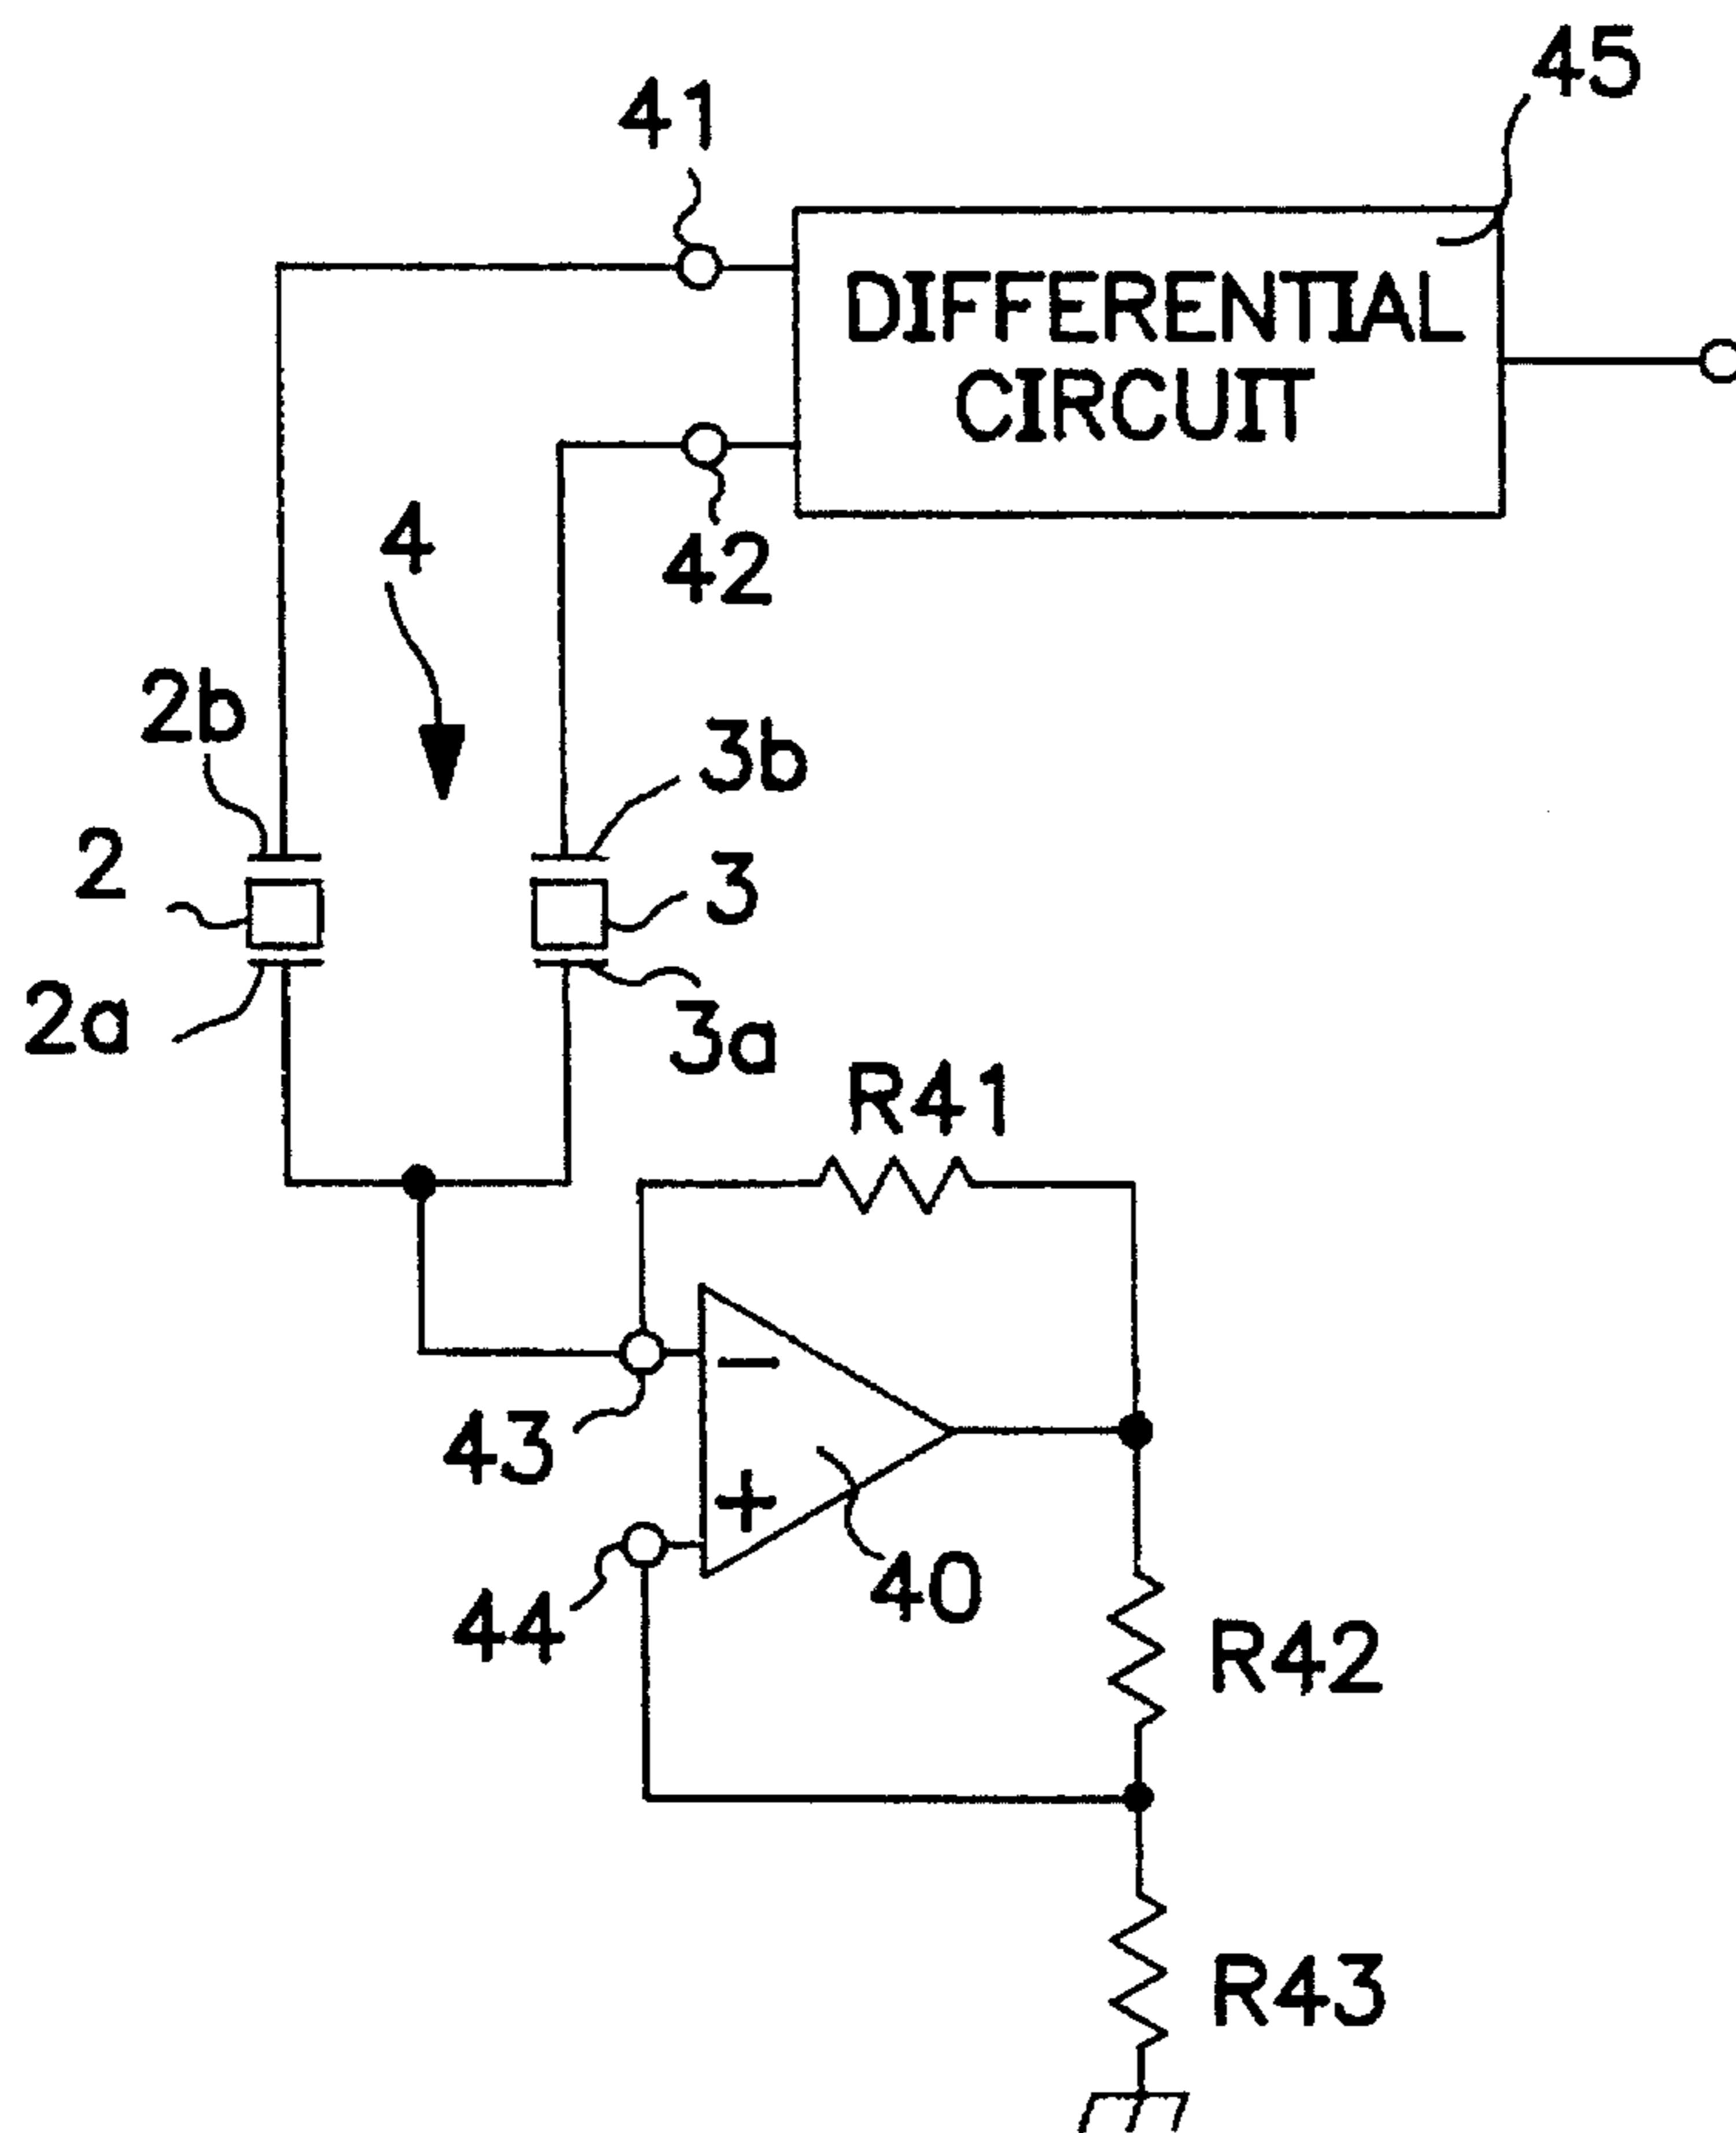 45
41
DIFFERENTIAL
CIRCUIT
4
42
2b
3b
2
3
2a
3a
R41
−
43
+
40
44
R42
R43